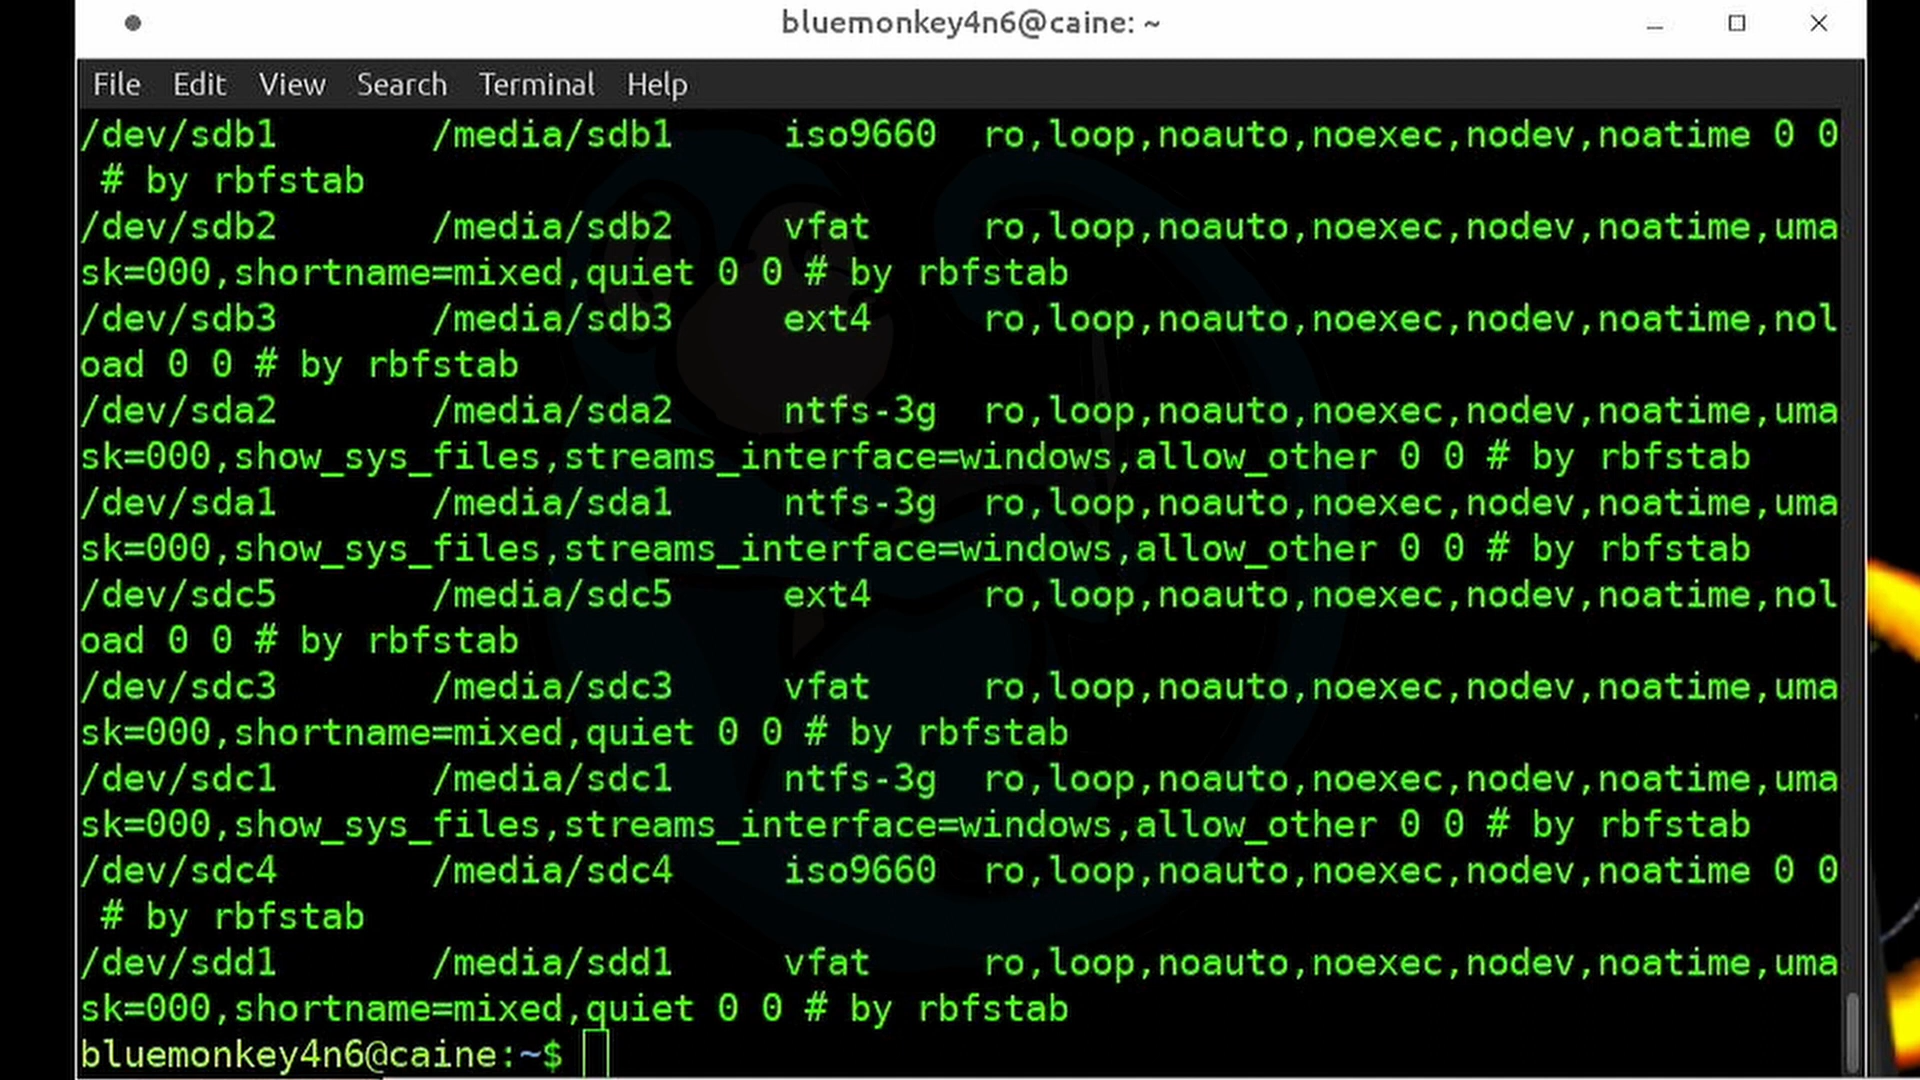 bluemonkey4n6@caine: ~
File Edit View Search Terminal Help
/dev/sdb1 /media/sdb1 iso9660 ro,loop,noauto,noexec,nodev,noatime 0 0
# by rbfstab
/dev/sdb2 /media/sdb2 vfat ro,loop,noauto,noexec,nodev,noatime,uma
sk=000,shortname=mixed,quiet 0 0 # by rbfstab
/dev/sdb3 /media/sdb3 ext4 ro,loop,noauto,noexec,nodev,noatime,nol
oad 0 0 # by rbfstab
/dev/sda2 /media/sda2 ntfs-3g ro,loop,noauto,noexec,nodev,noatime,uma
sk=000,show_sys_files,streams_interface=windows,allow_other 0 0 # by rbfstab
/dev/sda1 /media/sda1 ntfs-3g ro,loop,noauto,noexec,nodev,noatime,uma
sk=000,show_sys_files,streams_interface=windows,allow_other 0 0 # by rbfstab
/dev/sdc5 /media/sdc5 ext4 ro,loop,noauto,noexec,nodev,noatime,nol
oad 0 0 # by rbfstab
/dev/sdc3 /media/sdc3 vfat ro,loop,noauto,noexec,nodev,noatime,uma
sk=000,shortname=mixed,quiet 0 0 # by rbfstab
/dev/sdc1 /media/sdc1 ntfs-3g ro,loop,noauto,noexec,nodev,noatime,uma
sk=000,show_sys_files,streams_interface=windows,allow_other 0 0 # by rbfstab
/dev/sdc4 /media/sdc4 iso9660 ro,loop,noauto,noexec,nodev,noatime 0 0
# by rbfstab
/dev/sdd1 /media/sdd1 vfat ro,loop,noauto,noexec,nodev,noatime,uma
sk=000,shortname=mixed,quiet 0 0 # by rbfstab
bluemonkey4n6@caine:~$